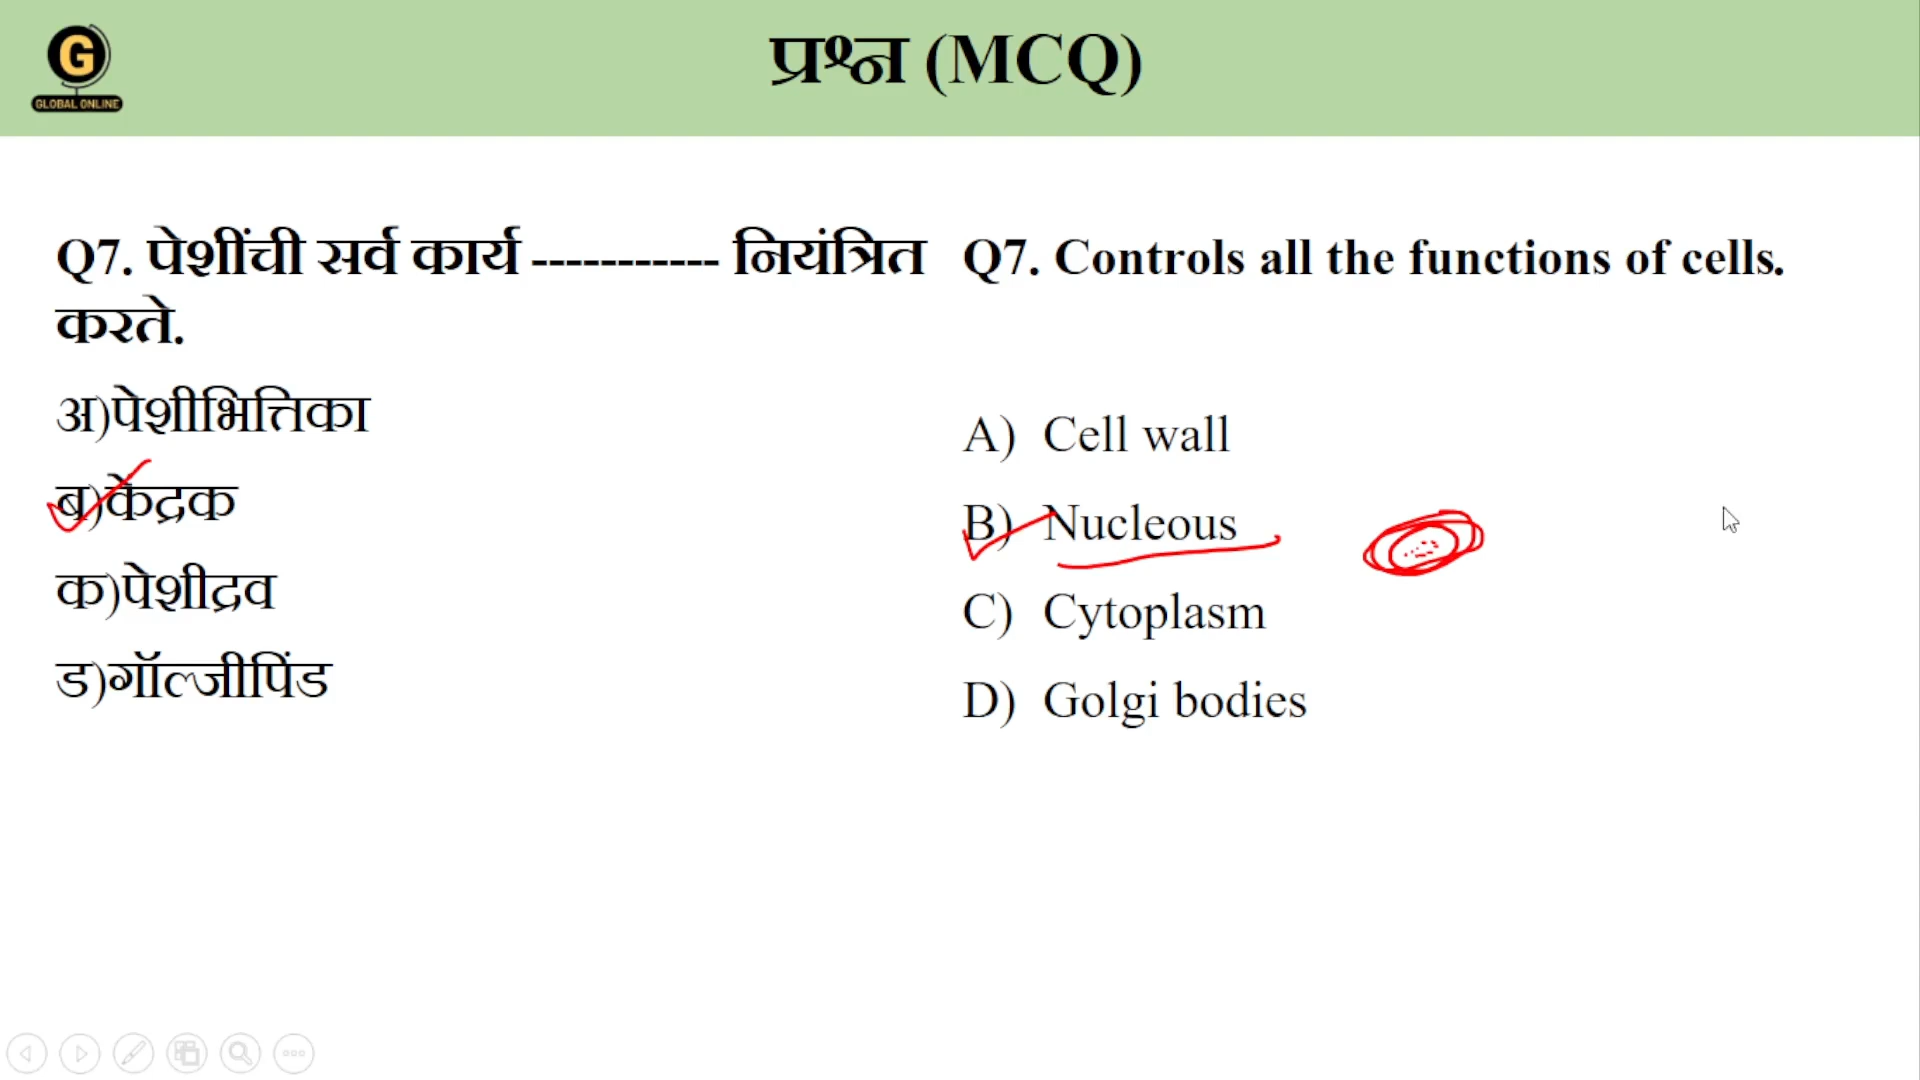 G
GLOBAL ONLINE
प्रश्न (MCQ)
Q7. पेशींची सर्व कार्य ----------- नियंत्रित
करते.
अ)पेशीभित्तिका
ब)केंद्रक
क)पेशीद्रव
ड)गॉल्जीपिंड
Q7. Controls all the functions of cells.
A) Cell wall
B) Nucleous
C) Cytoplasm
D) Golgi bodies